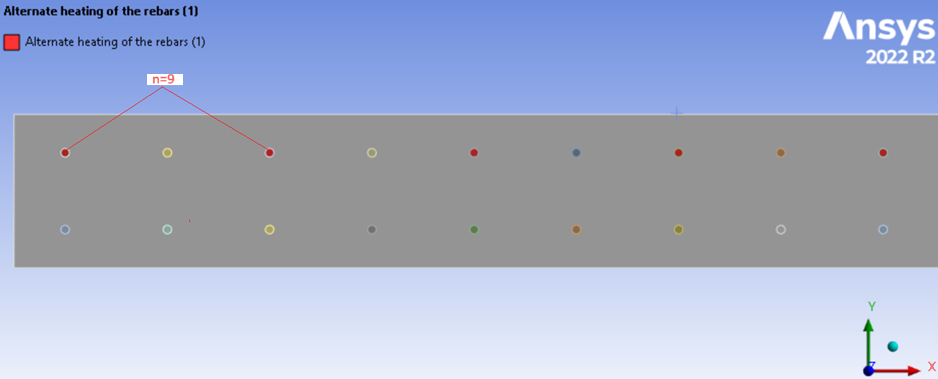 Alternate heating of the rebars (1)
Alternate heating of the rebars (1)
Ansys
2022 R2
n=9
Y
Z
X